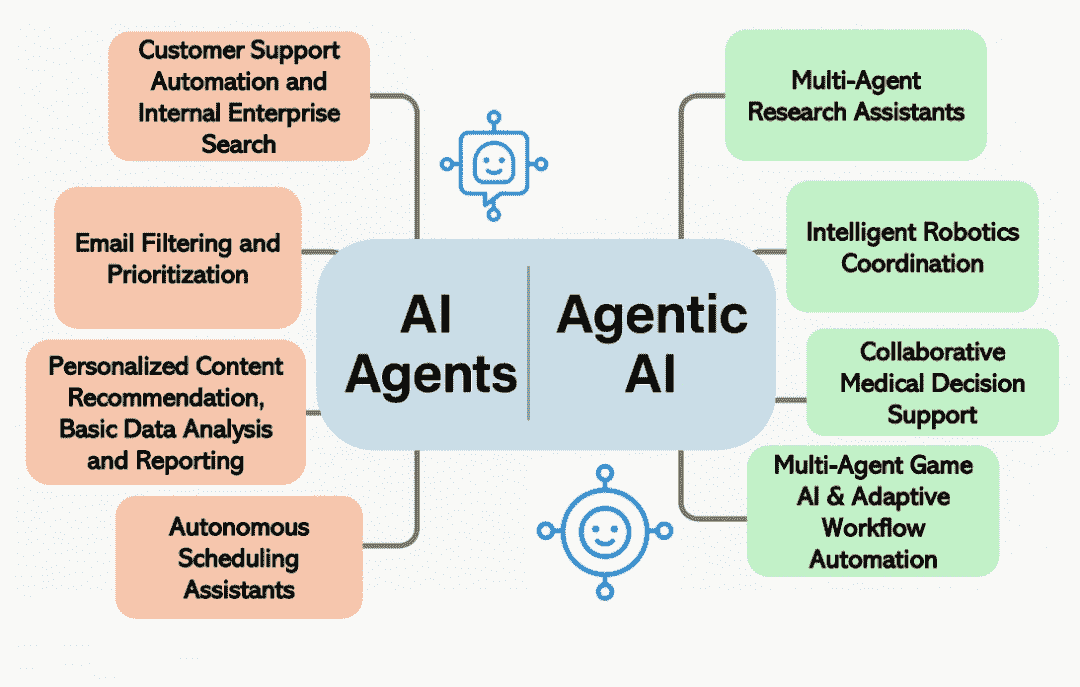 Customer Support
Automation and
Internal Enterprise
Search
Email Filtering and
Prioritization
Personalized Content
Recommendation,
Basic Data Analysis
and Reporting
Autonomous
Scheduling
Assistants
AI
Agents
Agentic
AI
Multi-Agent
Research Assistants
Intelligent Robotics
Coordination
Collaborative
Medical Decision
Support
Multi-Agent Game
AI & Adaptive
Workflow
Automation